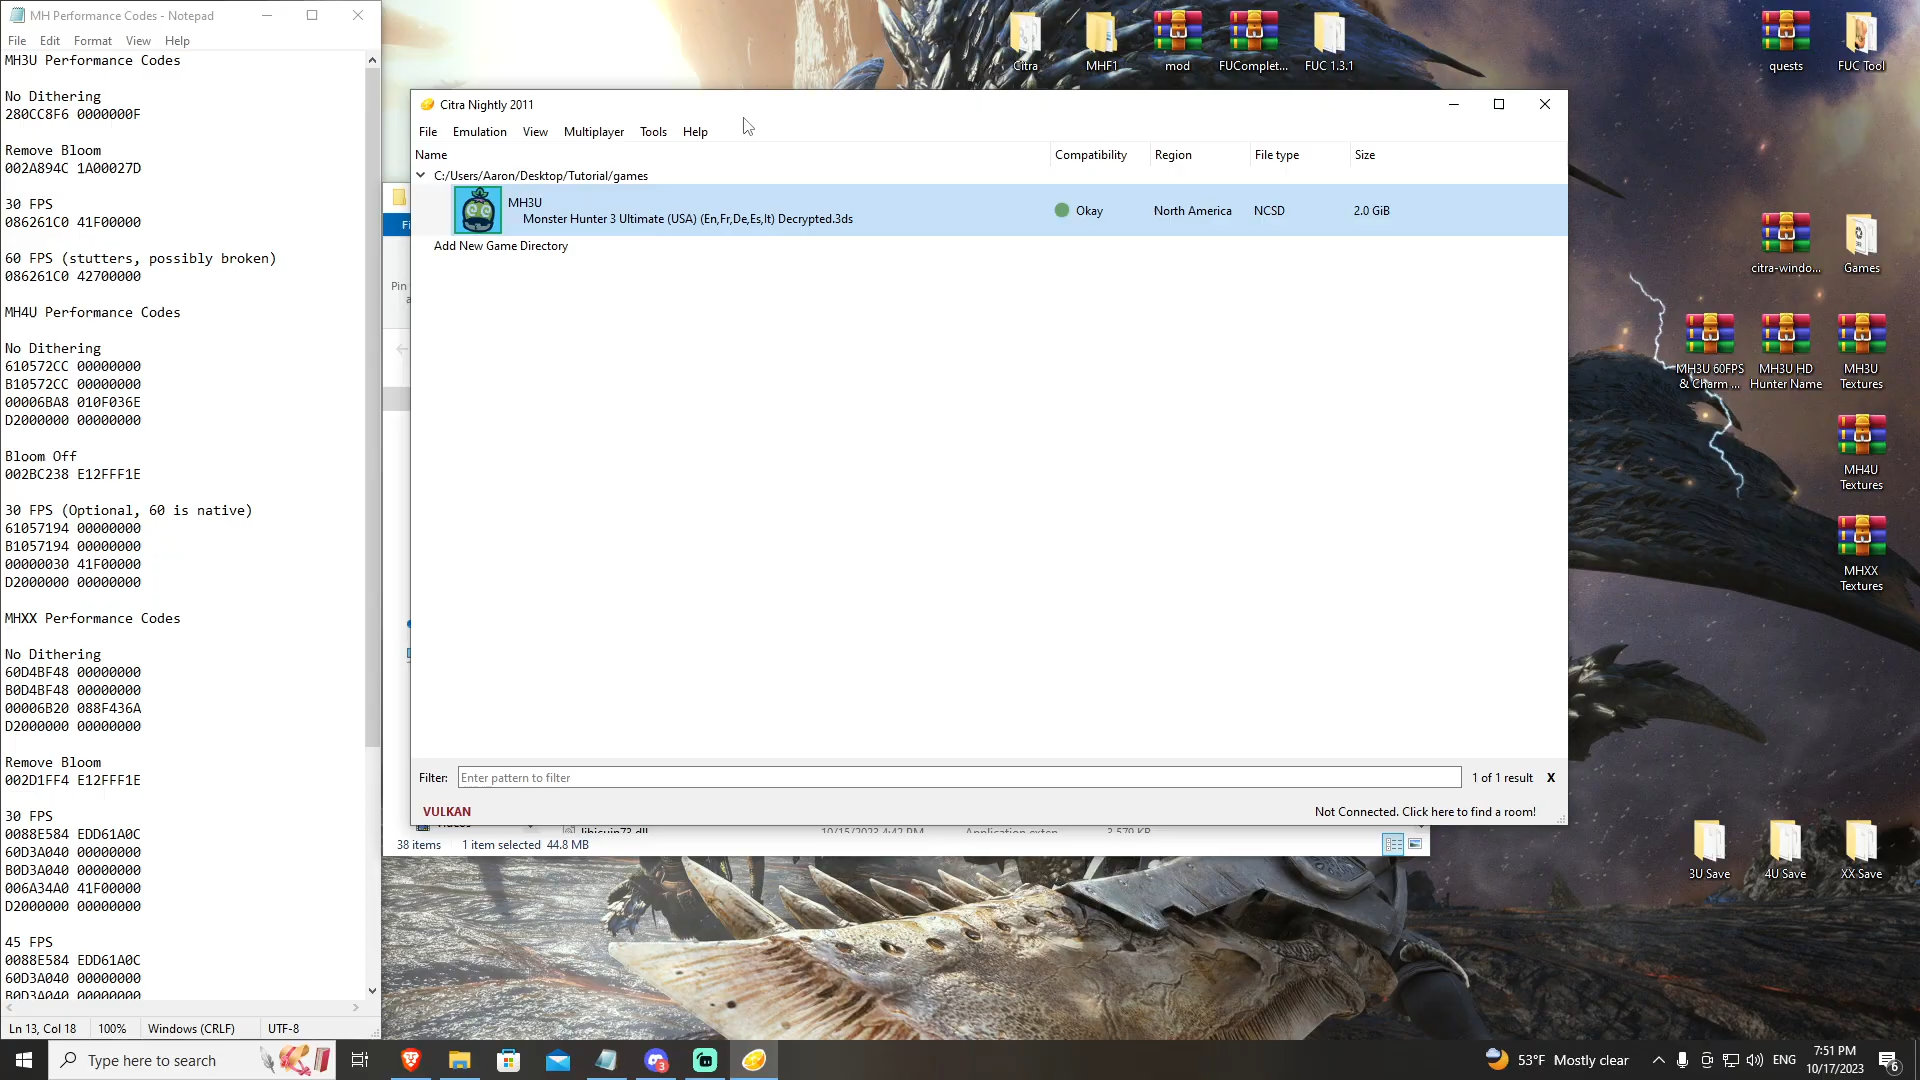 MH Performance Codes - Notepad
File Edit Format View Help
MH3U Performance Codes
No Dithering
280CC8F6 0000000F
Remove Bloom
002A894C 1A00027D
30 FPS
086261C0 41F00000
60 FPS (stutters, possibly broken)
086261C0 42700000
MH4U Performance Codes
No Dithering
610572CC 00000000
B10572CC 00000000
00006BA8 010F036E
D2000000 00000000
Bloom Off
002BC238 E12FFF1E
30 FPS (Optional, 60 is native)
61057194 00000000
B1057194 00000000
00000030 41F00000
D2000000 00000000
MHXX Performance Codes
No Dithering
60D4BF48 00000000
B0D4BF48 00000000
00006B20 088F436A
D2000000 00000000
Remove Bloom
002D1FF4 E12FFF1E
30 FPS
0088E584 EDD61A0C
60D3A040 00000000
B0D3A040 00000000
006A34A0 41F00000
D2000000 00000000
45 FPS
0088E584 EDD61A0C
60D3A040 00000000
B0D3A040 00000000
Ln 13, Col 18 100% Windows (CRLF) UTF-8
Citra
MHF1
mod
FUComplet...
FUC 1.3.1
quests
FUC Tool
Citra Nightly 2011
File Emulation View Multiplayer Tools Help
Name Compatibility Region File type Size
C:/Users/Aaron/Desktop/Tutorial/games
MH3U
Monster Hunter 3 Ultimate (USA) (En,Fr,De,Es,It) Decrypted.3ds
Okay North America NCSD 2.0 GiB
Add New Game Directory
Fi
Pin
Filter: Enter pattern to filter 1 of 1 result X
VULKAN Not Connected. Click here to find a room!
38 items 1 item selected 44.8 MB
citra-windo...
Games
MH3U 60FPS
& Charm ...
MH3U HD
Hunter Name
MH3U
Textures
MH4U
Textures
MHXX
Textures
3U Save
4U Save
XX Save
Type here to search
3
53°F Mostly clear
ENG
7:51 PM
10/17/2023
6